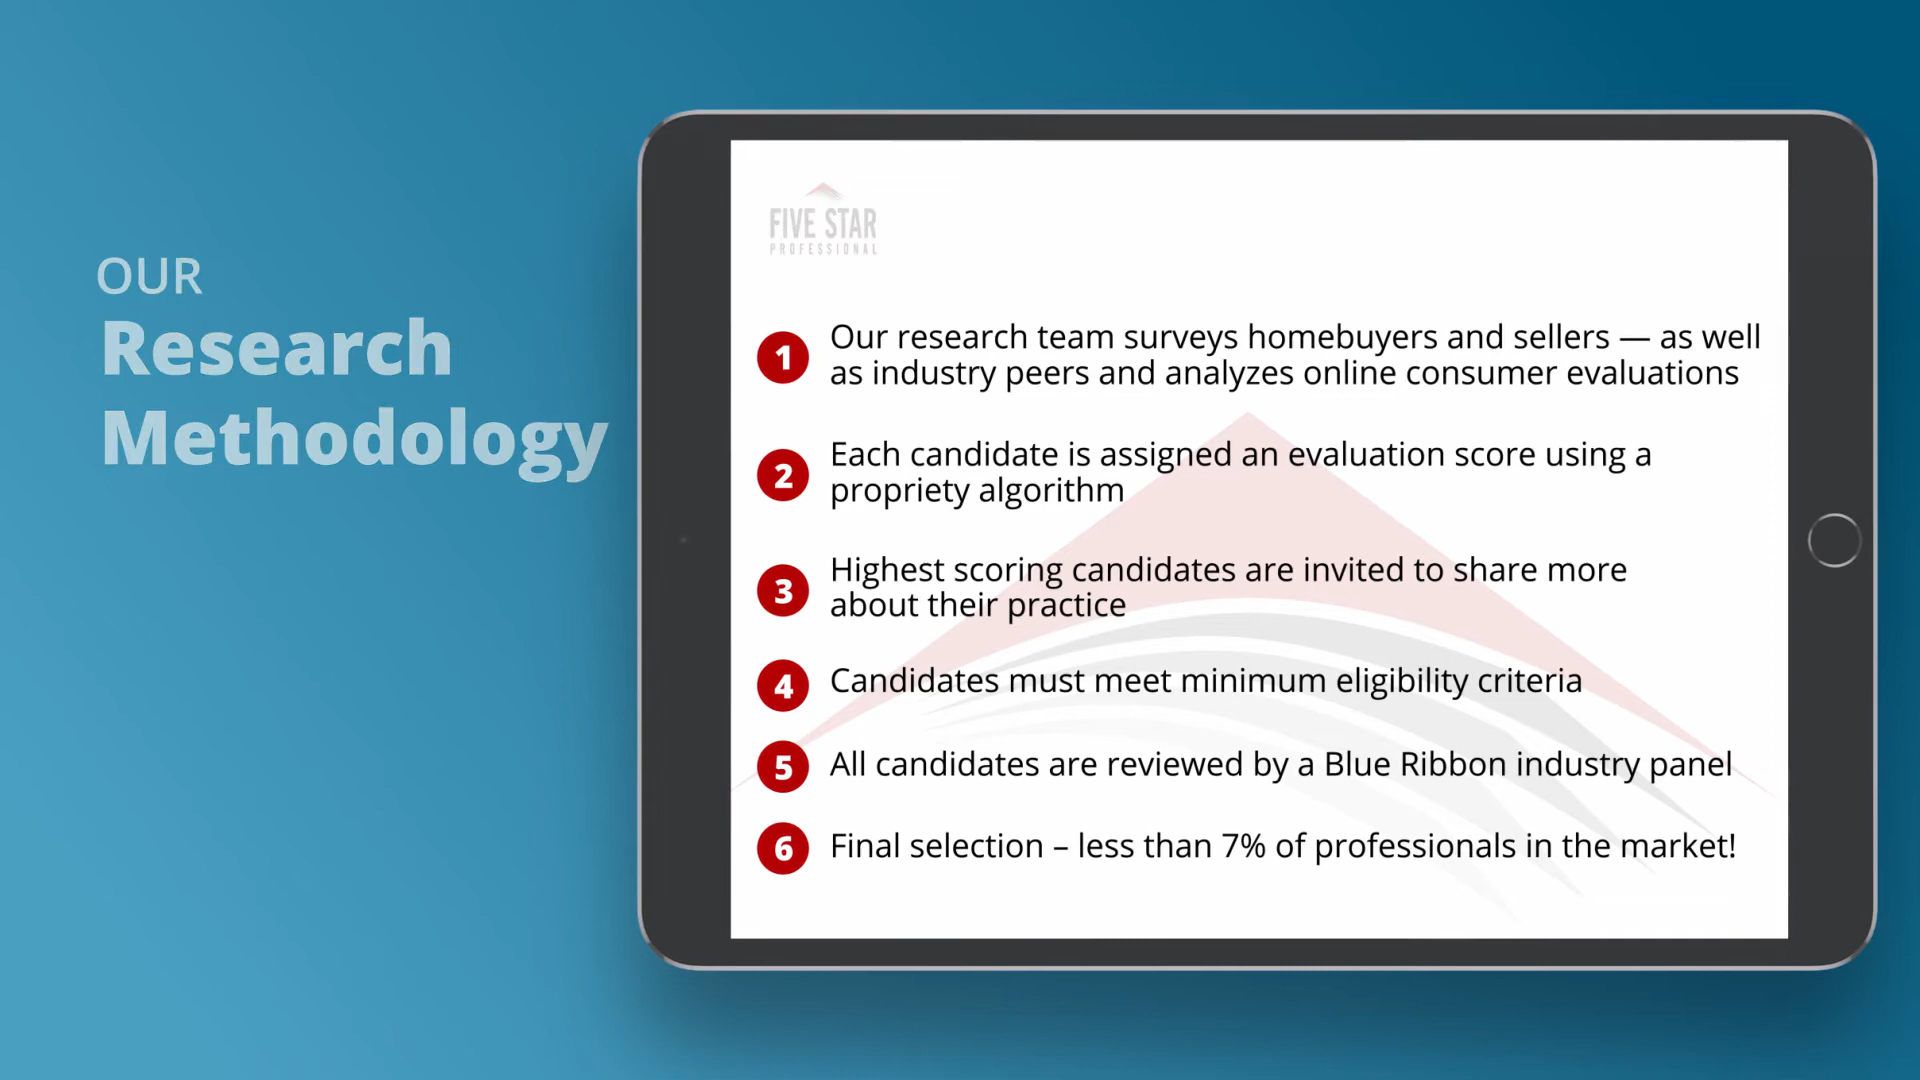 OUR
Research
Methodology
FIVE STAR
PROFESSIONAL
1
Our research team surveys homebuyers and sellers — as well
as industry peers and analyzes online consumer evaluations
2
Each candidate is assigned an evaluation score using a
propriety algorithm
3
Highest scoring candidates are invited to share more
about their practice
4
Candidates must meet minimum eligibility criteria
5
All candidates are reviewed by a Blue Ribbon industry panel
6
Final selection – less than 7% of professionals in the market!